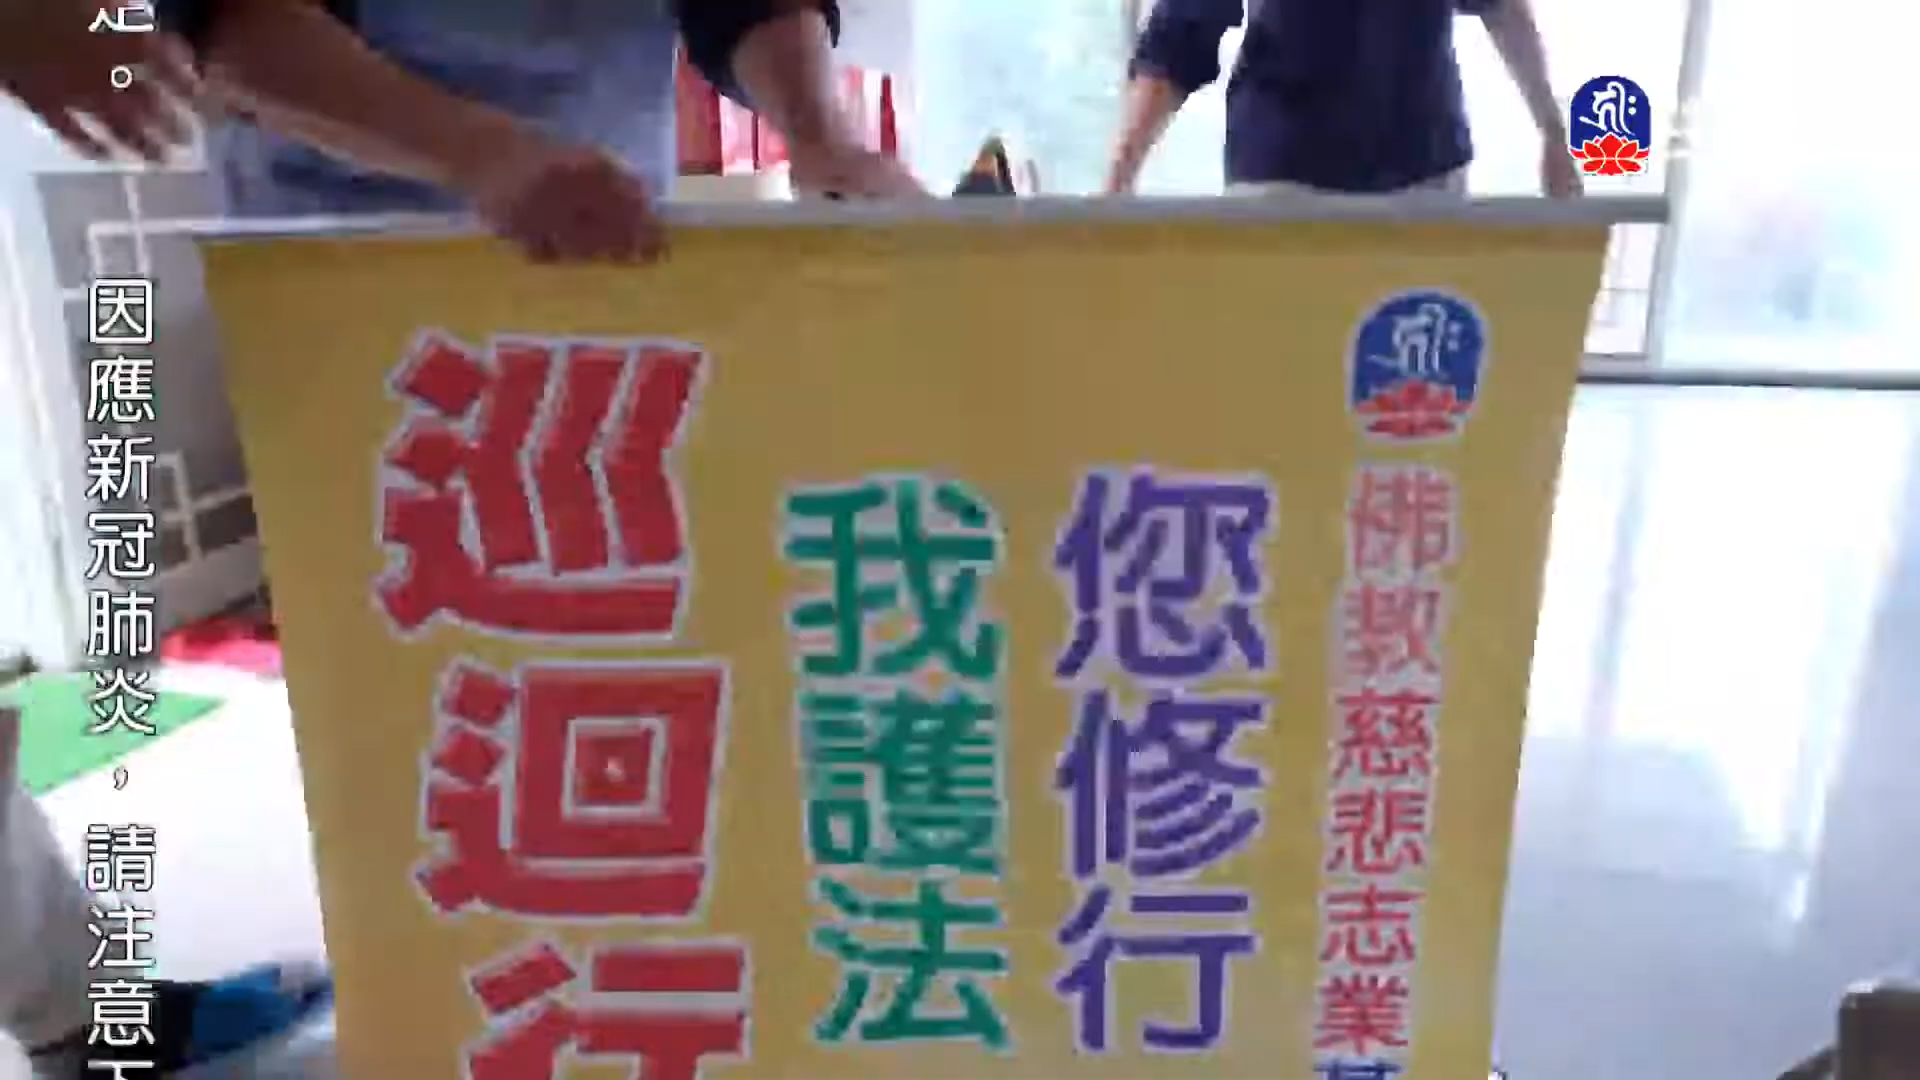 佛教慈悲志業
您修行
我護法
巡迴行
因應新冠肺炎，請注意